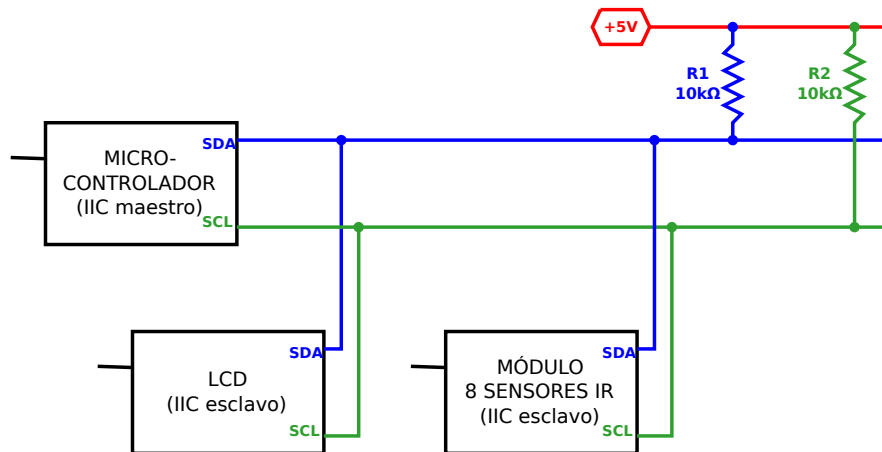 +5V
R1
10kΩ
R2
10kΩ
SDA
MICRO-
CONTROLADOR
(IIC maestro)
SCL
SDA
LCD
(IIC esclavo)
SCL
SDA
MÓDULO
8 SENSORES IR
(IIC esclavo)
SCL